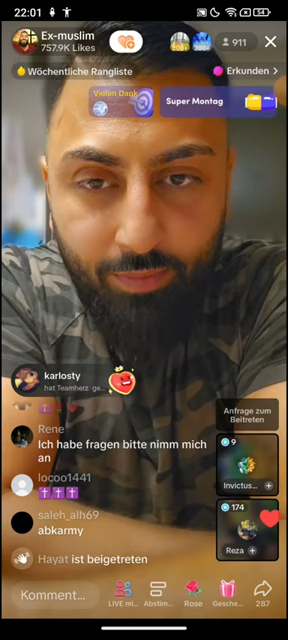 22:01
54
Ex-muslim
757.9K Likes
911
Wöchentliche Rangliste
Erkunden
Vielen Dank
Super Montag
karlosty
hat Teamherz ge...
Rene
Ich habe fragen bitte nimm mich
an
locoo1441
saleh_alh69
abkarmy
Hayat ist beigetreten
Anfrage zum
Beitreten
9
Invictus...
174
Reza
Komment...
LIVE mi...
Abstim...
Rose
Gesche...
287